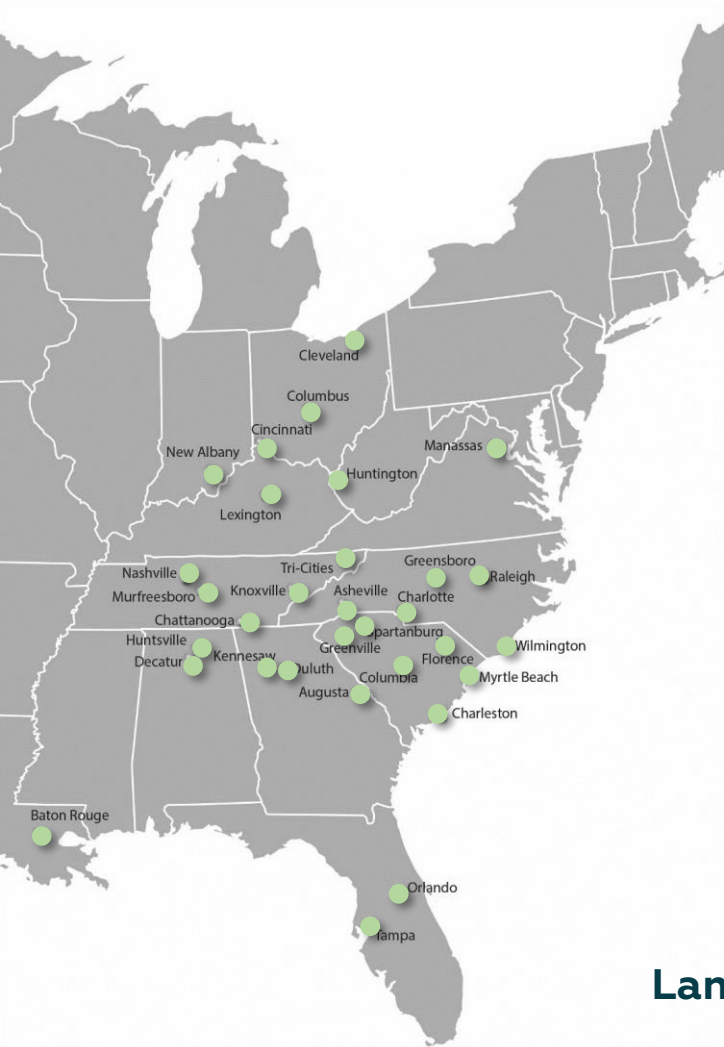 Cleveland
Columbus
Cincinnati
New Albany
Manassas
Huntington
Lexington
Greensboro
Tri-Cities
Nashville
Raleigh
Knoxville
Asheville
Murfreesboro
Charlotte
Chattanooga
Spartanburg
Huntsville
Greenville
Wilmington
Kennesaw
Decatur
Florence
Duluth
Columbia
Myrtle Beach
Augusta
Charleston
Baton Rouge
Orlando
Tampa
Lan